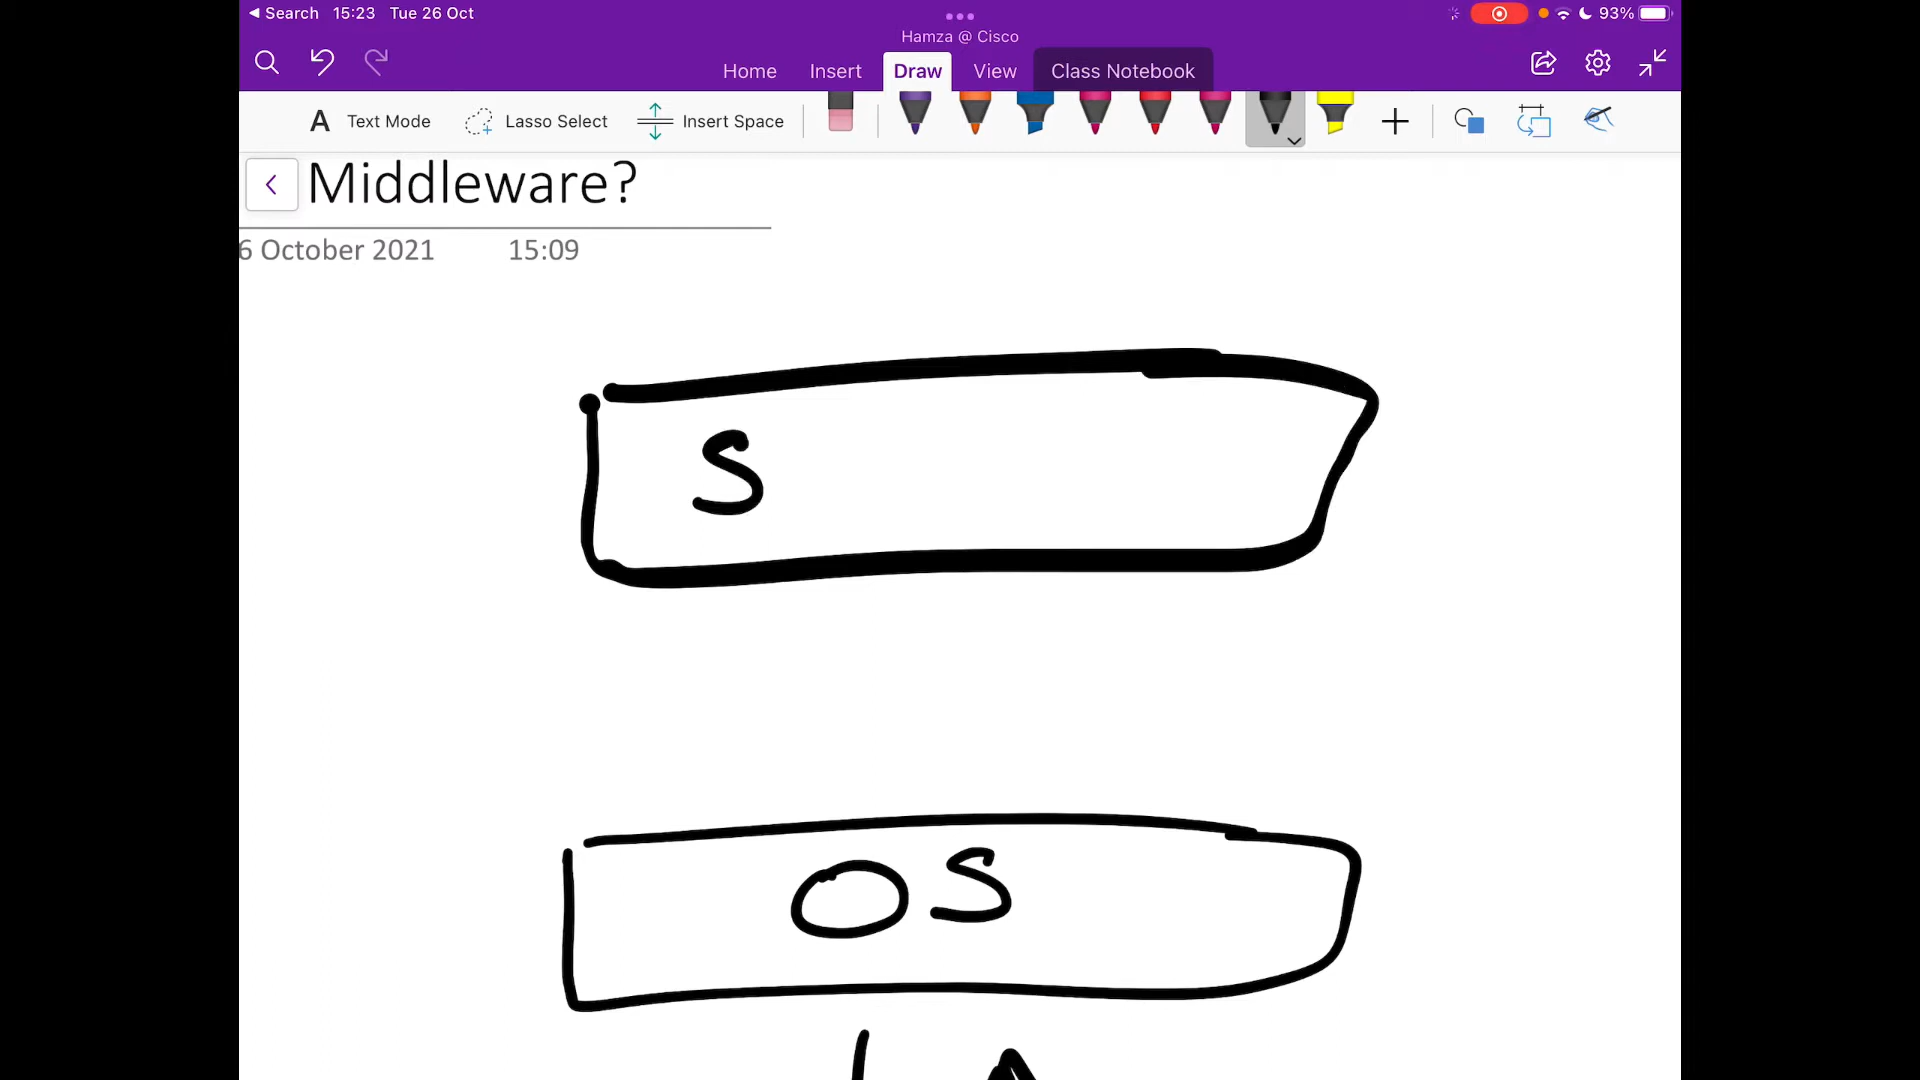 Search 15:23 Tue 26 Oct
93%
Hamza @ Cisco
Home Insert Draw View Class Notebook
A Text Mode Lasso Select Insert Space
Middleware?
6 October 2021 15:09
S
OS